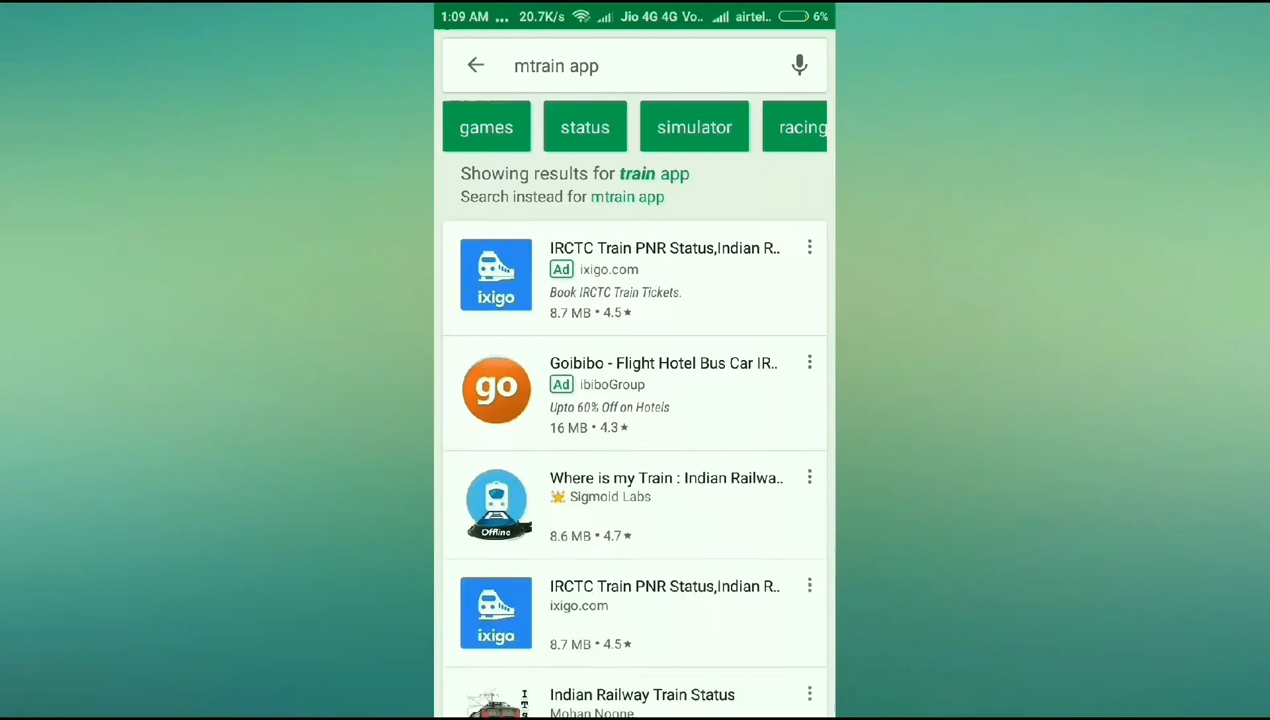 1:09 AM ... 20.7K/s Jio 4G 4G Vo.. airtel.. 6%
mtrain app
games status simulator racing
Showing results for train app
Search instead for mtrain app
IRCTC Train PNR Status,Indian R..
Ad ixigo.com
Book IRCTC Train Tickets.
8.7 MB • 4.5★
ixigo
Goibibo - Flight Hotel Bus Car IR..
Ad ibiboGroup
Upto 60% Off on Hotels
16 MB • 4.3★
go
Where is my Train : Indian Railwa..
Sigmoid Labs
8.6 MB • 4.7★
Offline
IRCTC Train PNR Status,Indian R..
ixigo.com
8.7 MB • 4.5★
ixigo
Indian Railway Train Status
Mohan Noone
I
T
S